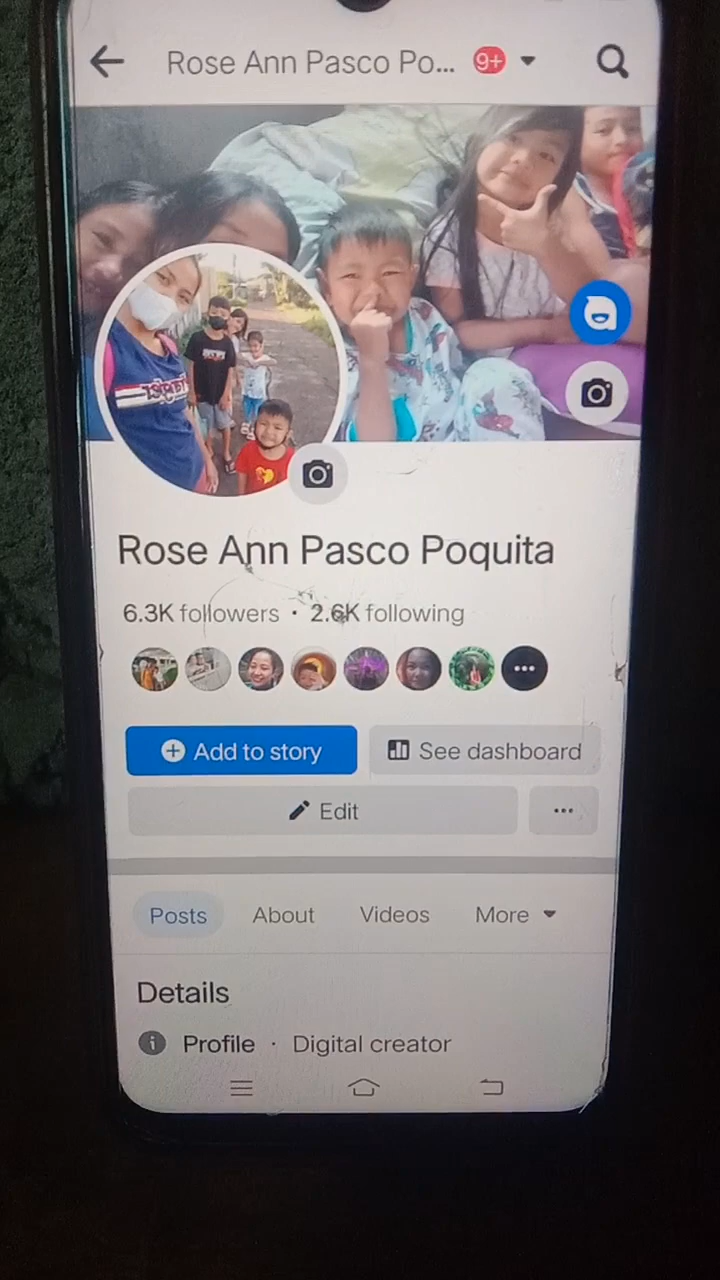 Rose Ann Pasco Po... 9+
Rose Ann Pasco Poquita
6.3K followers · 2.6K following
Add to story
See dashboard
Edit
Posts About Videos More
Details
Profile · Digital creator